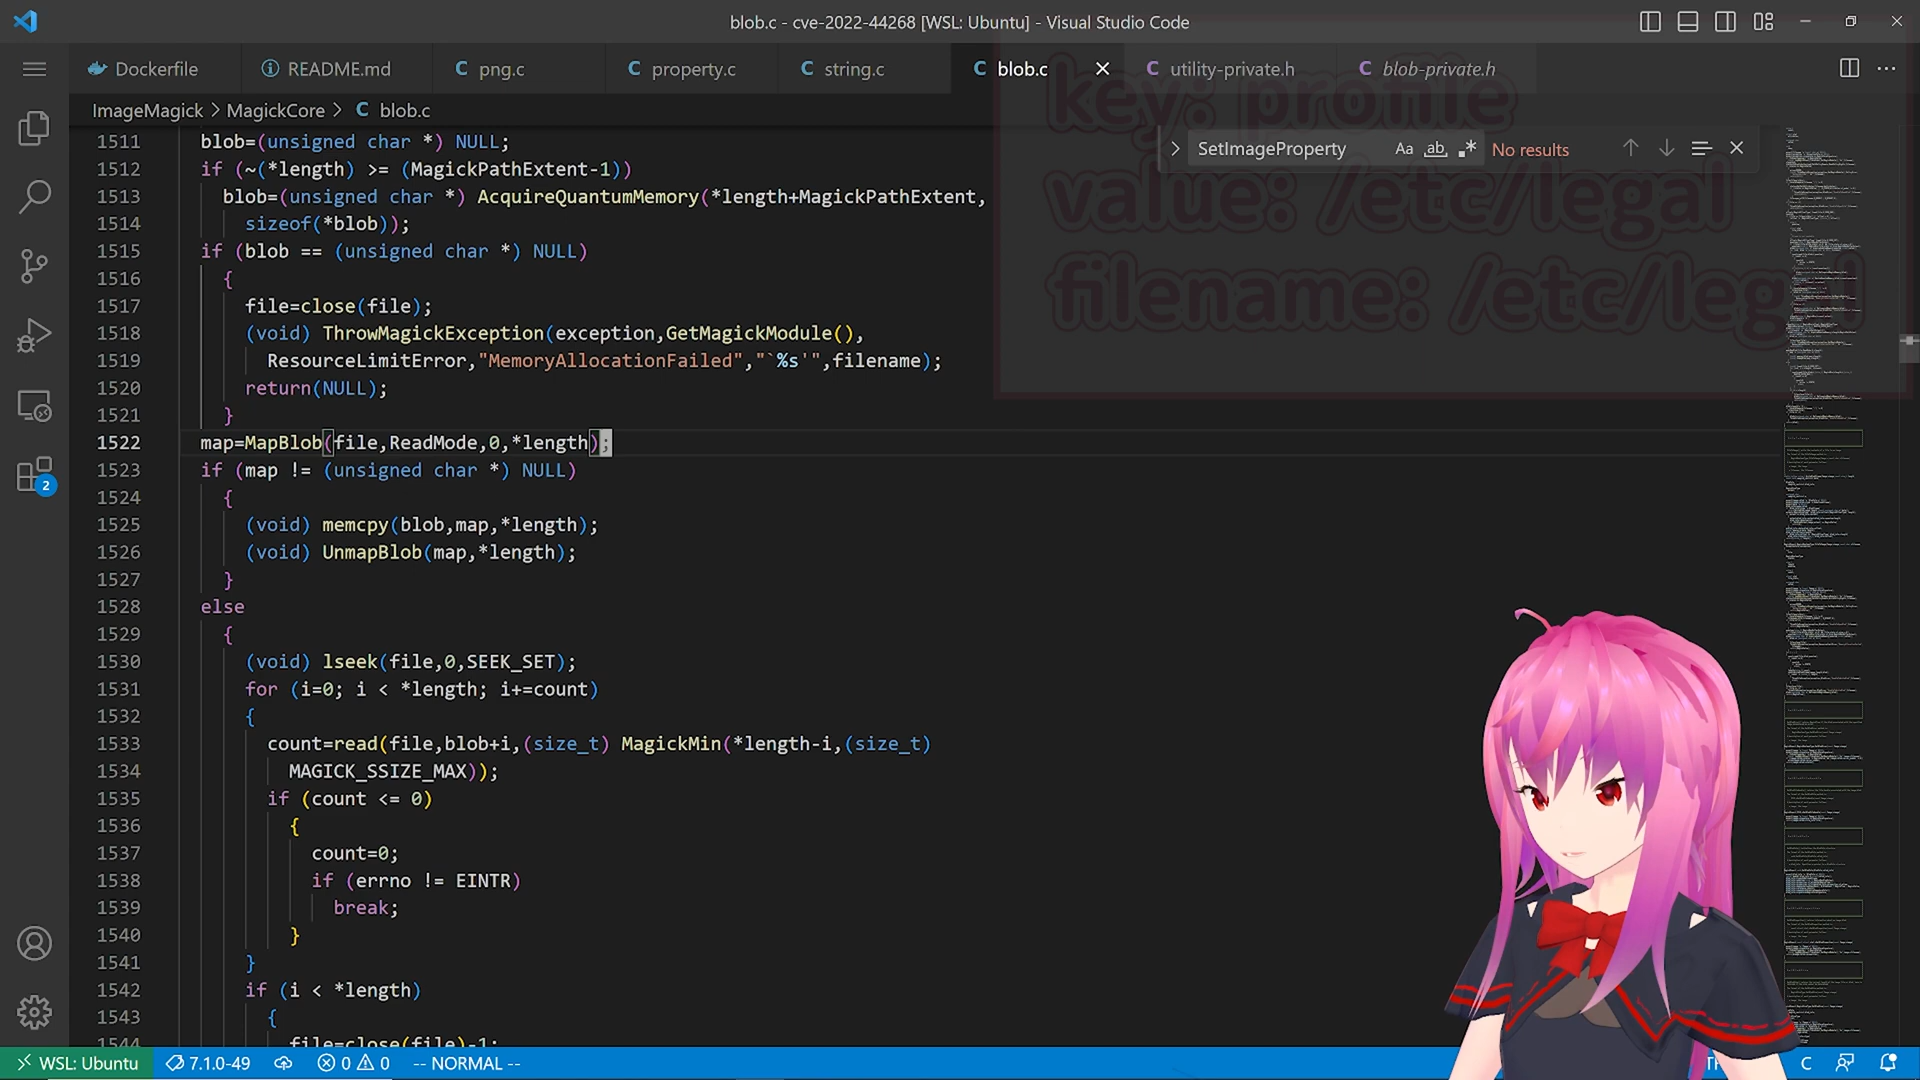 blob.c - cve-2022-44268 [WSL: Ubuntu] - Visual Studio Code
Dockerfile
README.md
C png.c
C property.c
C string.c
C blob.c
C utility-private.h
C blob-private.h
ImageMagick > MagickCore > C blob.c
key: profile
value: /etc/legal
filename: /etc/legal
SetImageProperty
Aa ab .* No results
1511 blob=(unsigned char *) NULL;
1512 if (~(*length) >= (MagickPathExtent-1))
1513 blob=(unsigned char *) AcquireQuantumMemory(*length+MagickPathExtent,
1514 sizeof(*blob));
1515 if (blob == (unsigned char *) NULL)
1516 {
1517 file=close(file);
1518 (void) ThrowMagickException(exception,GetMagickModule(),
1519 ResourceLimitError,"MemoryAllocationFailed","`%s'",filename);
1520 return(NULL);
1521 }
1522 map=MapBlob(file,ReadMode,0,*length);
1523 if (map != (unsigned char *) NULL)
1524 {
1525 (void) memcpy(blob,map,*length);
1526 (void) UnmapBlob(map,*length);
1527 }
1528 else
1529 {
1530 (void) lseek(file,0,SEEK_SET);
1531 for (i=0; i < *length; i+=count)
1532 {
1533 count=read(file,blob+i,(size_t) MagickMin(*length-i,(size_t)
1534 MAGICK_SSIZE_MAX));
1535 if (count <= 0)
1536 {
1537 count=0;
1538 if (errno != EINTR)
1539 break;
1540 }
1541 }
1542 if (i < *length)
1543 {
1544 file=close(file)-1;
2
WSL: Ubuntu
7.1.0-49
0 0
-- NORMAL --
C